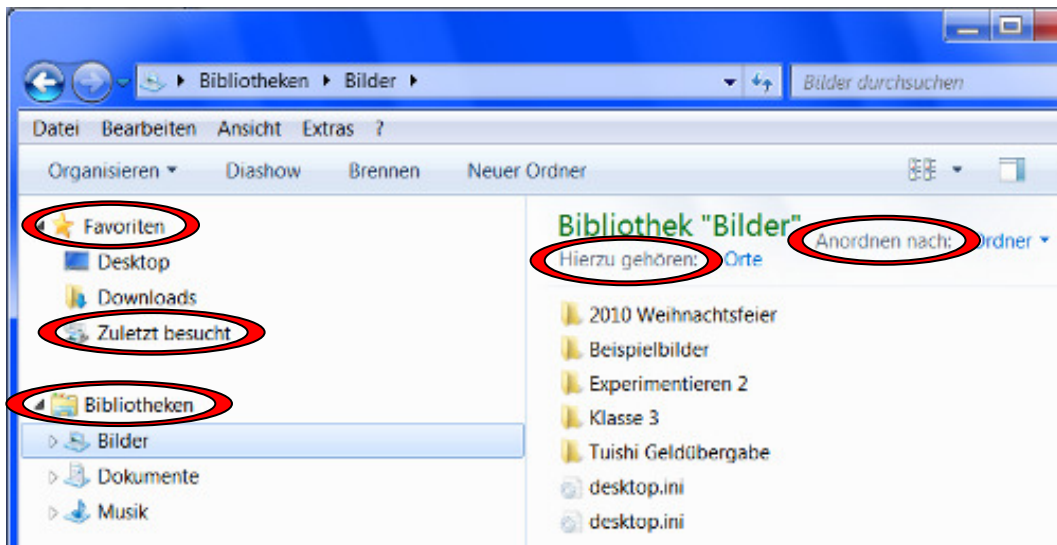 Bibliotheken Bilder
Bilder durchsuchen
Datei Bearbeiten Ansicht Extras ?
Organisieren Diashow Brennen Neuer Ordner
Favoriten
Desktop
Downloads
Zuletzt besucht
Bibliotheken
Bilder
Dokumente
Musik
Bibliothek "Bilder"
Hierzu gehören: Orte
Anordnen nach: Ordner
2010 Weihnachtsfeier
Beispielbilder
Experimentieren 2
Klasse 3
Tuishi Geldübergabe
desktop.ini
desktop.ini